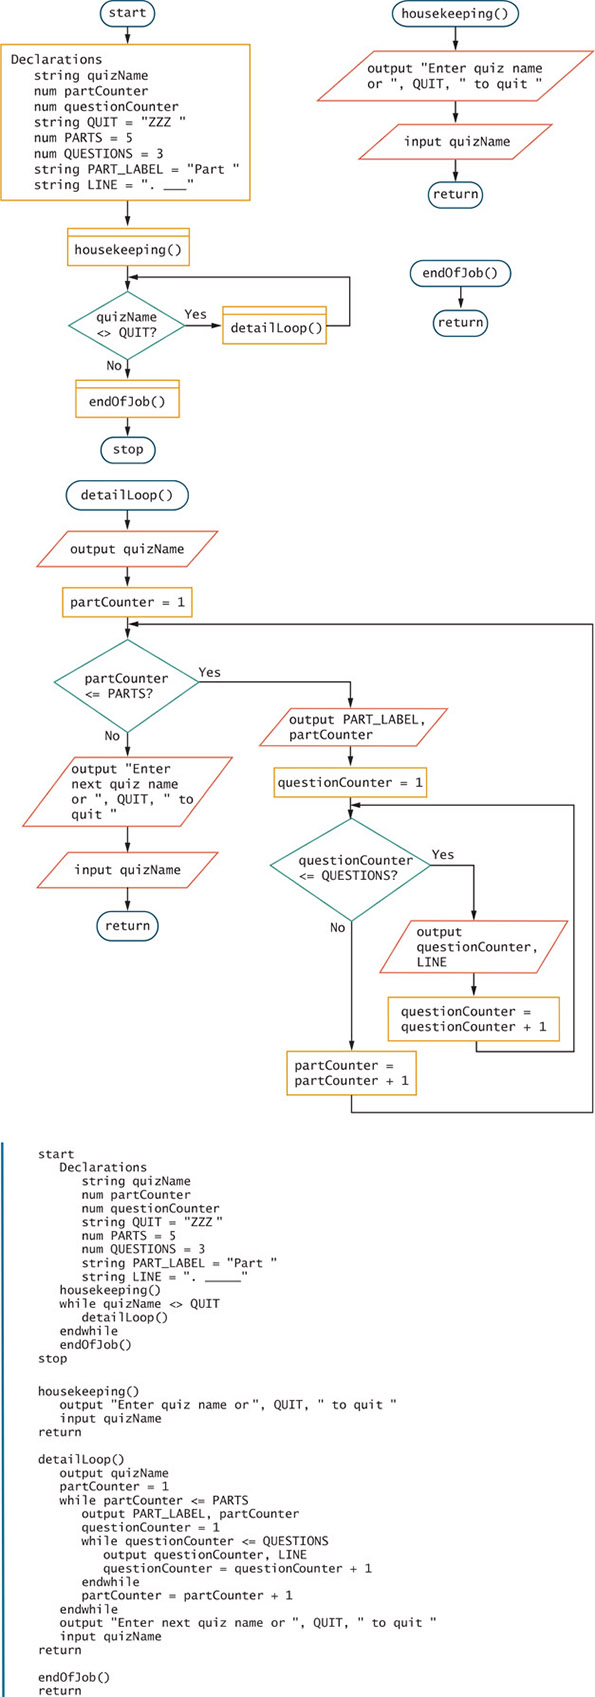 start
Declarations
string quizName
num partCounter
num questionCounter
string QUIT = "ZZZ "
num PARTS = 5
num QUESTIONS = 3
string PART_LABEL = "Part "
string LINE = ". ___"
housekeeping()
quizName
<> QUIT?
Yes
detailLoop()
No
endOfJob()
stop
housekeeping()
output "Enter quiz name
or ", QUIT, " to quit "
input quizName
return
endOfJob()
return
detailLoop()
output quizName
partCounter = 1
partCounter
<= PARTS?
Yes
No
output "Enter
next quiz name
or ", QUIT, " to
quit "
input quizName
return
output PART_LABEL,
partCounter
questionCounter = 1
questionCounter
<= QUESTIONS?
Yes
No
output
questionCounter,
LINE
questionCounter =
questionCounter + 1
partCounter =
partCounter + 1
start
Declarations
string quizName
num partCounter
num questionCounter
string QUIT = "ZZZ "
num PARTS = 5
num QUESTIONS = 3
string PART_LABEL = "Part "
string LINE = ". _____"
housekeeping()
while quizName <> QUIT
detailLoop()
endwhile
endOfJob()
stop
housekeeping()
output "Enter quiz name or ", QUIT, " to quit "
input quizName
return
detailLoop()
output quizName
partCounter = 1
while partCounter <= PARTS
output PART_LABEL, partCounter
questionCounter = 1
while questionCounter <= QUESTIONS
output questionCounter, LINE
questionCounter = questionCounter + 1
endwhile
partCounter = partCounter + 1
endwhile
output "Enter next quiz name or ", QUIT, " to quit "
input quizName
return
endOfJob()
return